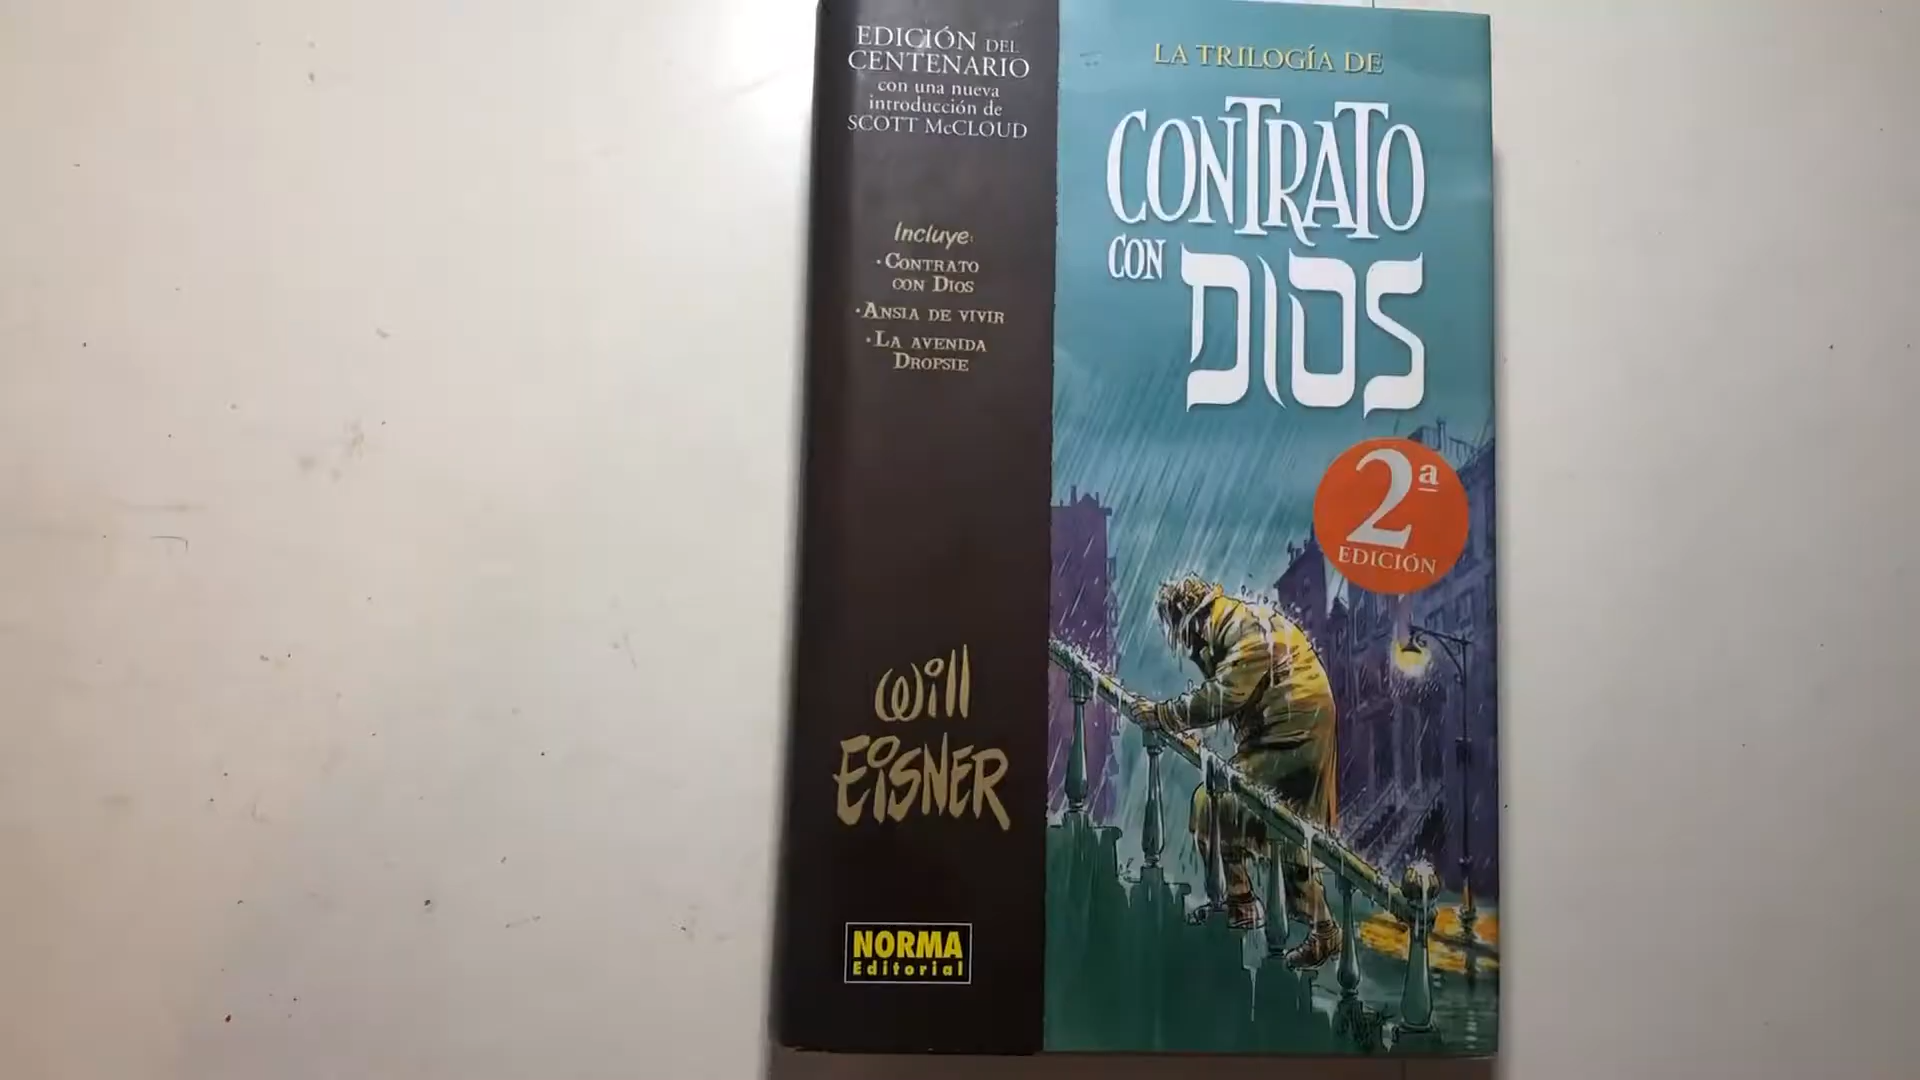 EDICIÓN DEL
CENTENARIO
con una nueva
introducción de
SCOTT McCLOUD
Incluye:
· CONTRATO
CON DIOS
· ANSIA DE VIVIR
· LA AVENIDA
DROPSIE
Will
EISNER
NORMA
Editorial
LA TRILOGÍA DE
CONTRATO
CON DIOS
2ª
EDICIÓN